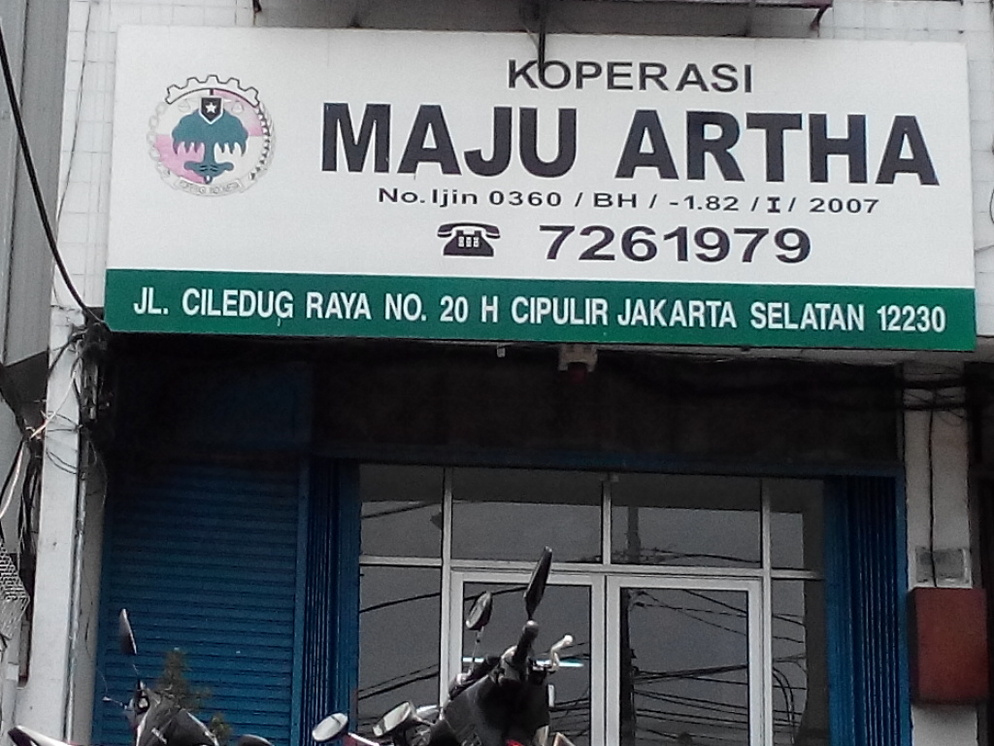 KOPERASI
MAJU ARTHA
No. Ijin 0360 / BH / -1.82 / I / 2007
7261979
JL. CILEDUG RAYA NO. 20 H CIPULIR JAKARTA SELATAN 12230